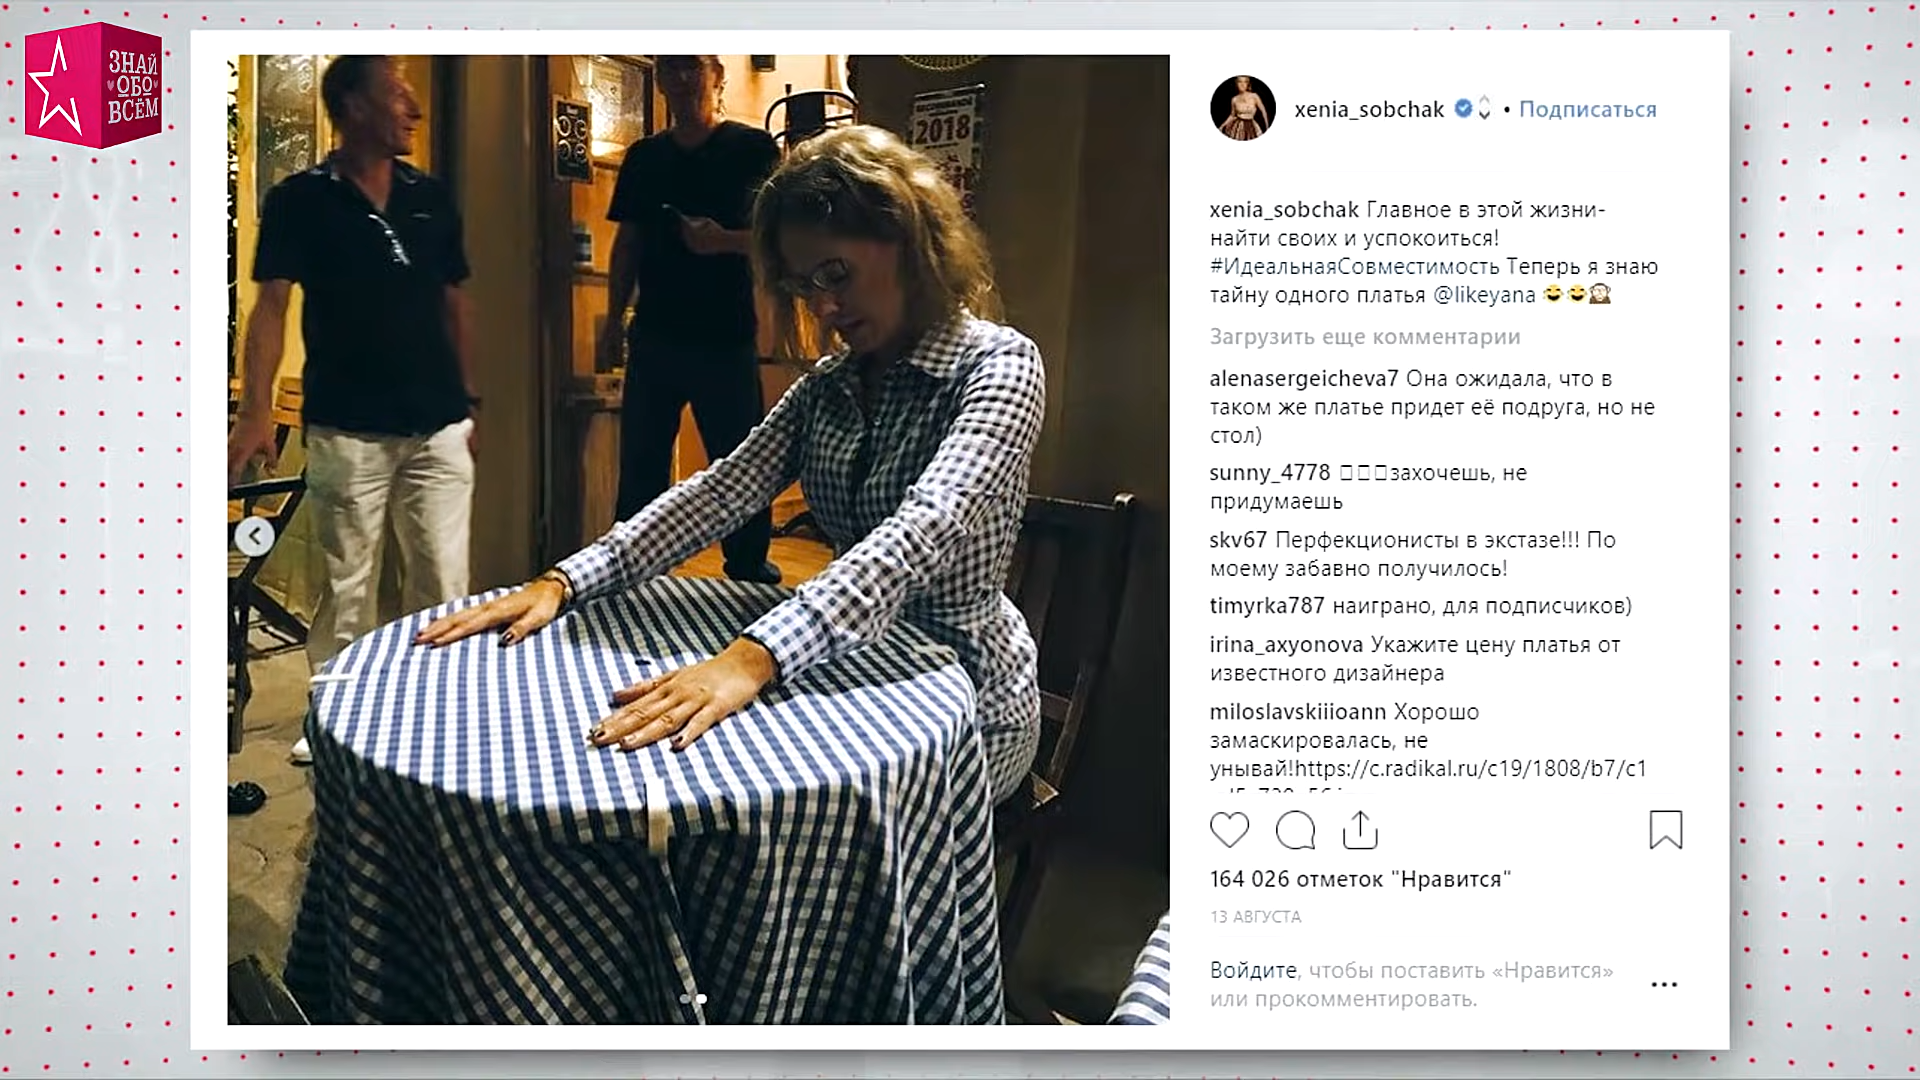 ЗНАЙ
ОБО
ВСЁМ
2018
xenia_sobchak • Подписаться
xenia_sobchak Главное в этой жизни-
найти своих и успокоиться!
#ИдеальнаяСовместимость Теперь я знаю
тайну одного платья @likeyana 😂😂🙈
Загрузить еще комментарии
alenasergeicheva7 Она ожидала, что в
таком же платье придет её подруга, но не
стол)
sunny_4778 □□□захочешь, не
придумаешь
skv67 Перфекционисты в экстазе!!! По
моему забавно получилось!
timyrka787 наиграно, для подписчиков)
irina_axyonova Укажите цену платья от
известного дизайнера
miloslavskiiioann Хорошо
замаскировалась, не
унывай!https://c.radikal.ru/c19/1808/b7/c1
164 026 отметок "Нравится"
13 АВГУСТА
Войдите, чтобы поставить «Нравится»
или прокомментировать.